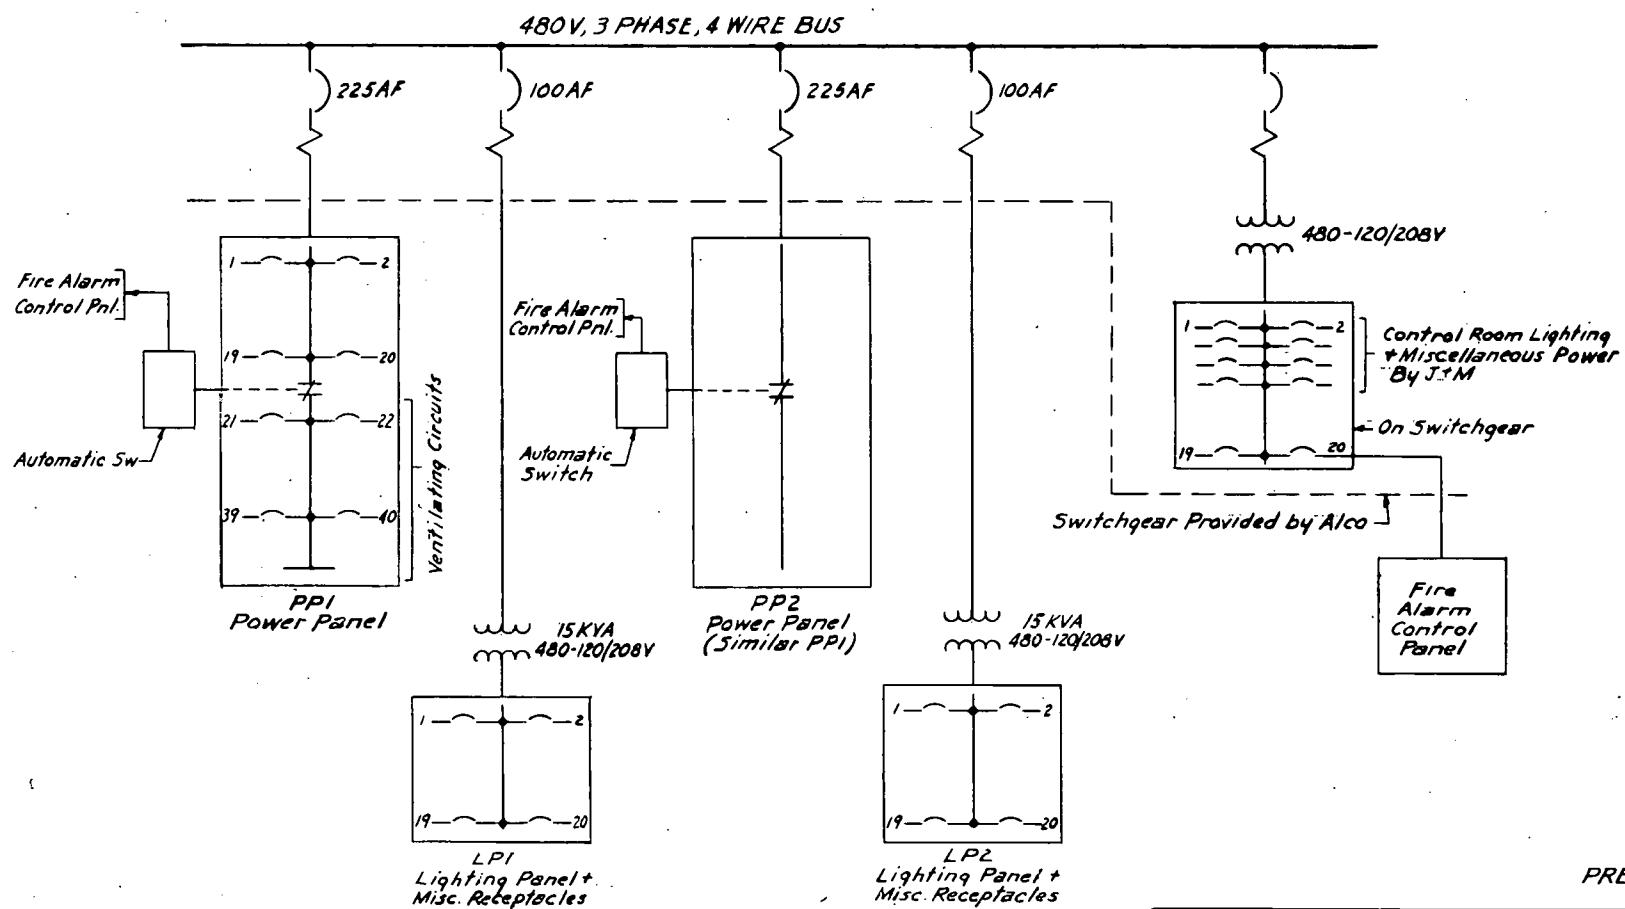 480V, 3 PHASE, 4 WIRE BUS
225AF
100AF
225AF
100AF
480-120/208V
Fire Alarm
Control Pnl.
Automatic Sw
1
2
19
20
21
22
39
40
Ventilating Circuits
PP1
Power Panel
Fire Alarm
Control Pnl.
Automatic
Switch
PP2
Power Panel
(Similar PP1)
1
2
19
20
Control Room Lighting
+ Miscellaneous Power
By J+M
On Switchgear
Switchgear Provided by Alco
Fire
Alarm
Control
Panel
15 KVA
480-120/208V
1
2
19
20
LP1
Lighting Panel +
Misc. Receptacles
15 KVA
480-120/208V
1
2
19
20
LP2
Lighting Panel +
Misc. Receptacles
PRE